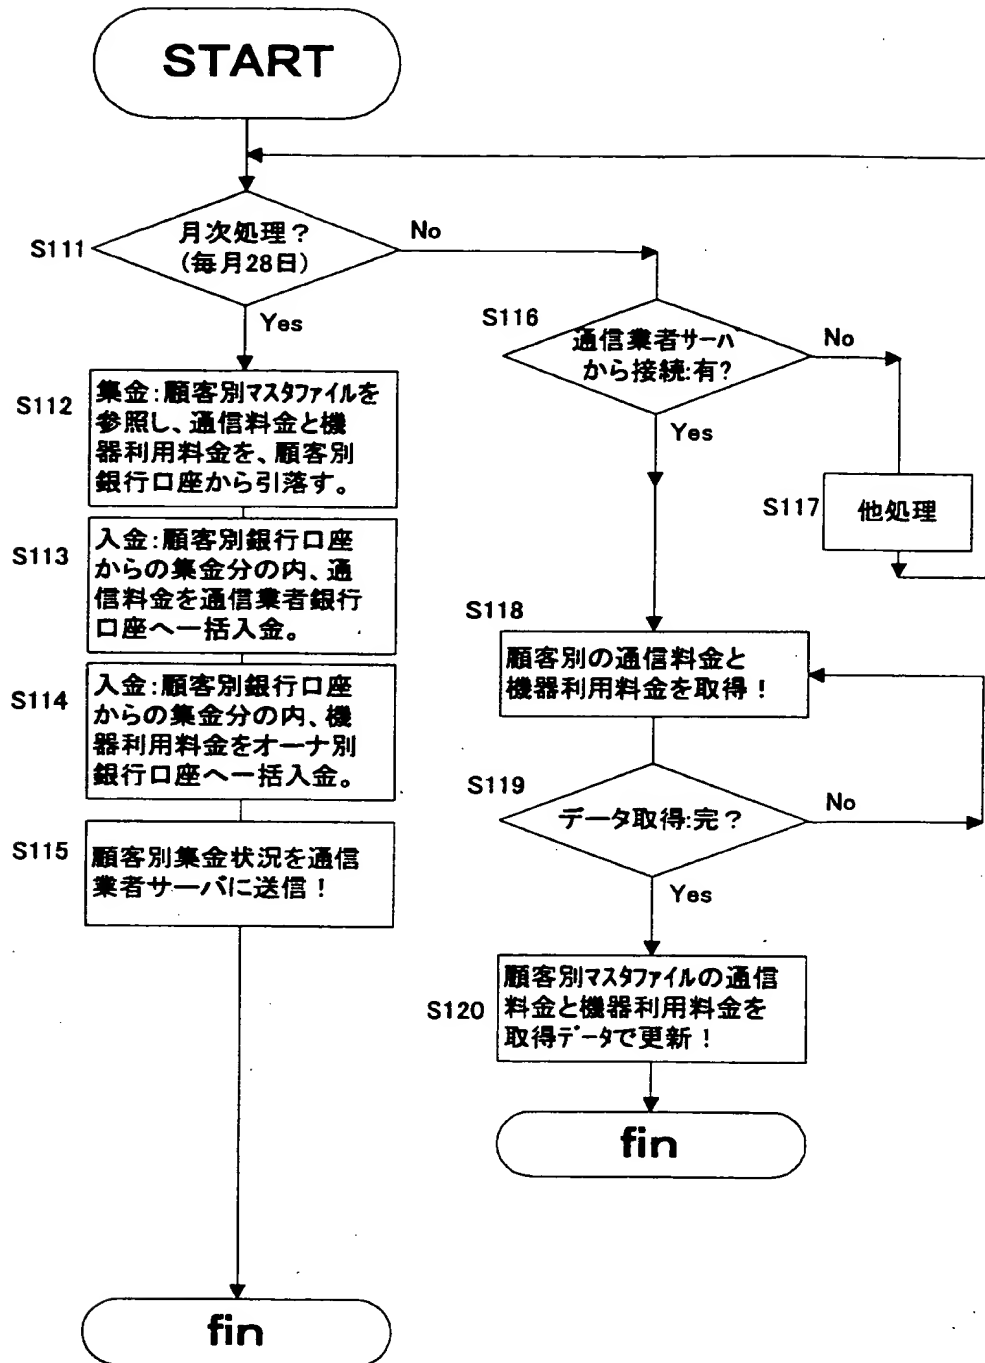 START
S111
月次処理？
(毎月28日)
No
Yes
S112
集金：顧客別マスタファイルを
参照し、通信料金と機
器利用料金を、顧客別
銀行口座から引落す。
S113
入金：顧客別銀行口座
からの集金分の内、通
信料金を通信業者銀行
口座へ一括入金。
S114
入金：顧客別銀行口座
からの集金分の内、機
器利用料金をオーナ別
銀行口座へ一括入金。
S115
顧客別集金状況を通信
業者サーバに送信！
fin
S116
通信業者サーバ
から接続:有?
No
Yes
S117
他処理
S118
顧客別の通信料金と
機器利用料金を取得！
S119
データ取得:完？
No
Yes
S120
顧客別マスタファイルの通信
料金と機器利用料金を
取得データで更新！
fin